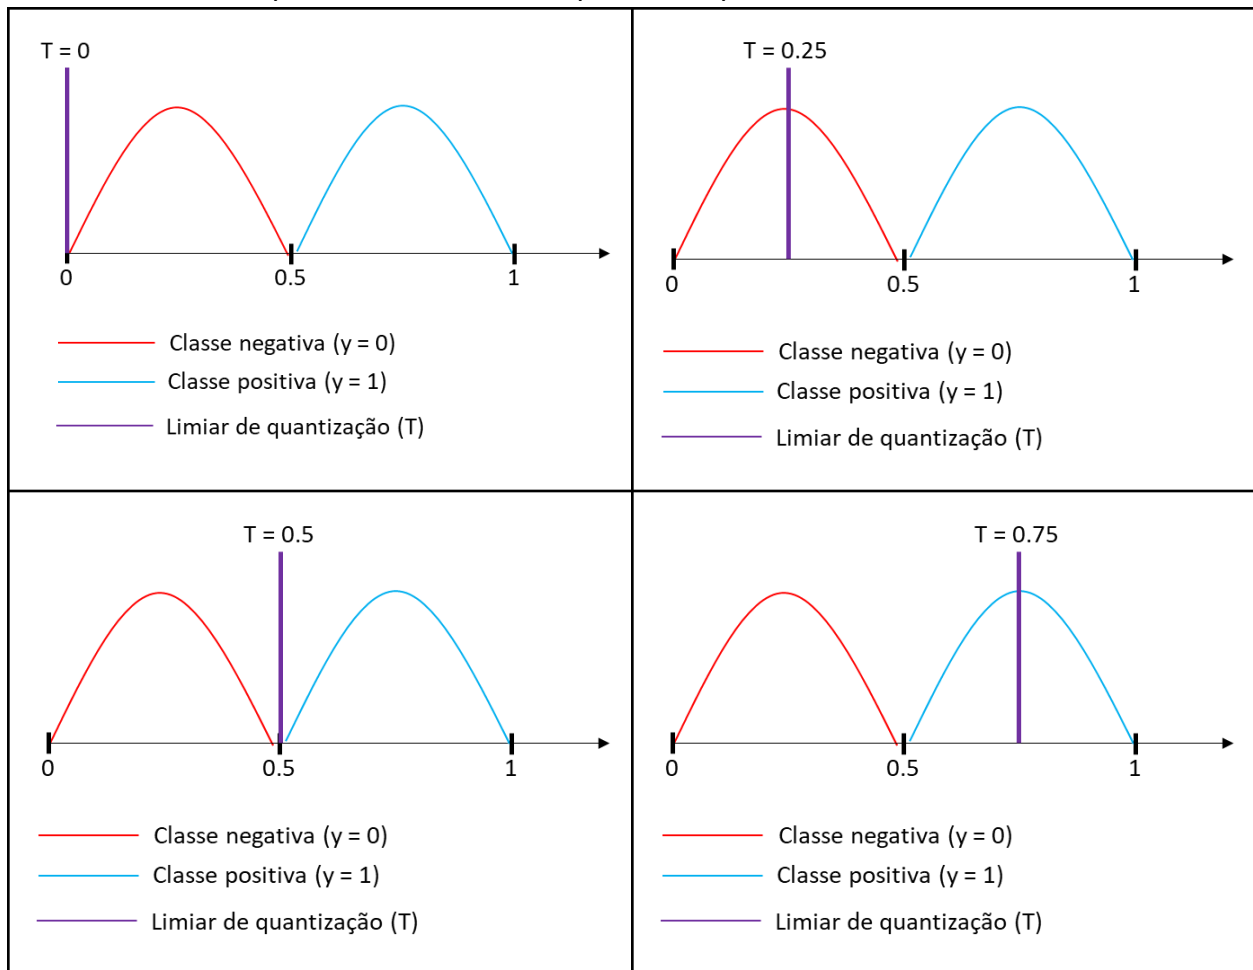 T = 0
0
0.5
1
Classe negativa (y = 0)
Classe positiva (y = 1)
Limiar de quantização (T)
T = 0.25
0
0.5
1
Classe negativa (y = 0)
Classe positiva (y = 1)
Limiar de quantização (T)
T = 0.5
0
0.5
1
Classe negativa (y = 0)
Classe positiva (y = 1)
Limiar de quantização (T)
T = 0.75
0
0.5
1
Classe negativa (y = 0)
Classe positiva (y = 1)
Limiar de quantização (T)